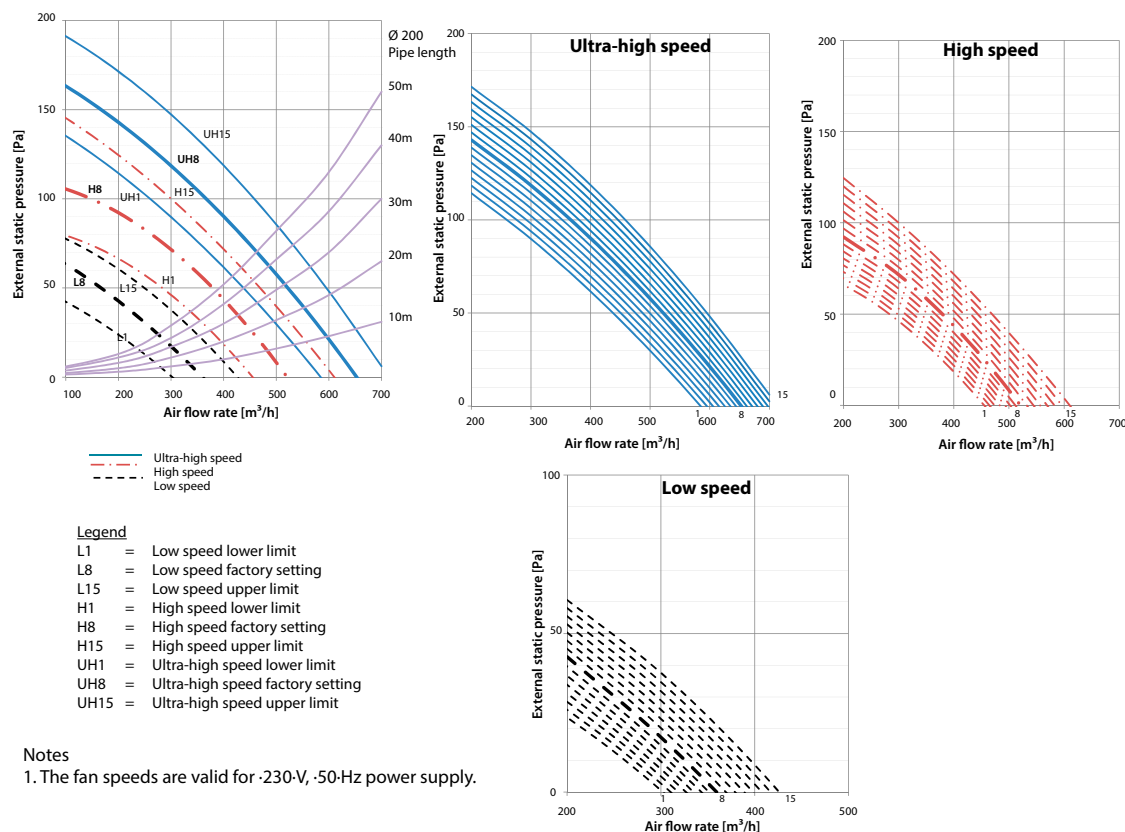 200
150
100
50
0
External static pressure [Pa]
100 200 300 400 500 600 700
Air flow rate [m³/h]
Ø 200
Pipe length
50m
40m
30m
20m
10m
UH15
UH8
H15
UH1
H8
H1
L15
L8
L1
Ultra-high speed
200
150
100
50
0
External static pressure [Pa]
1 8 15
200 300 400 500 600 700
Air flow rate [m³/h]
High speed
200
150
100
50
0
External static pressure [Pa]
1 8 15
200 300 400 500 600 700
Air flow rate [m³/h]
Ultra-high speed
High speed
Low speed
Low speed
100
50
0
External static pressure [Pa]
1 8 15
200 300 400 500
Air flow rate [m³/h]
Legend
L1 = Low speed lower limit
L8 = Low speed factory setting
L15 = Low speed upper limit
H1 = High speed lower limit
H8 = High speed factory setting
H15 = High speed upper limit
UH1 = Ultra-high speed lower limit
UH8 = Ultra-high speed factory setting
UH15 = Ultra-high speed upper limit
Notes
1. The fan speeds are valid for ·230·V, ·50·Hz power supply.